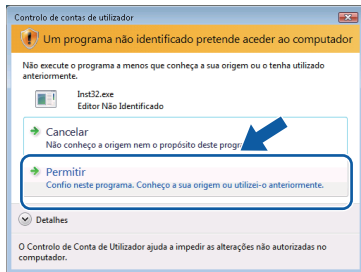 Controlo de contas de utilizador
Um programa não identificado pretende aceder ao computador
Não execute o programa a menos que conheça a sua origem ou o tenha utilizado
anteriormente.
Inst32.exe
Editor Não Identificado
Cancelar
Não conheço a origem nem o propósito deste
Permitir
Confio neste programa. Conheço a sua origem ou utilizei-o anteriormente.
Detalhes
O Controlo de Conta de Utilizador ajuda a impedir as alterações não autorizadas no
computador.